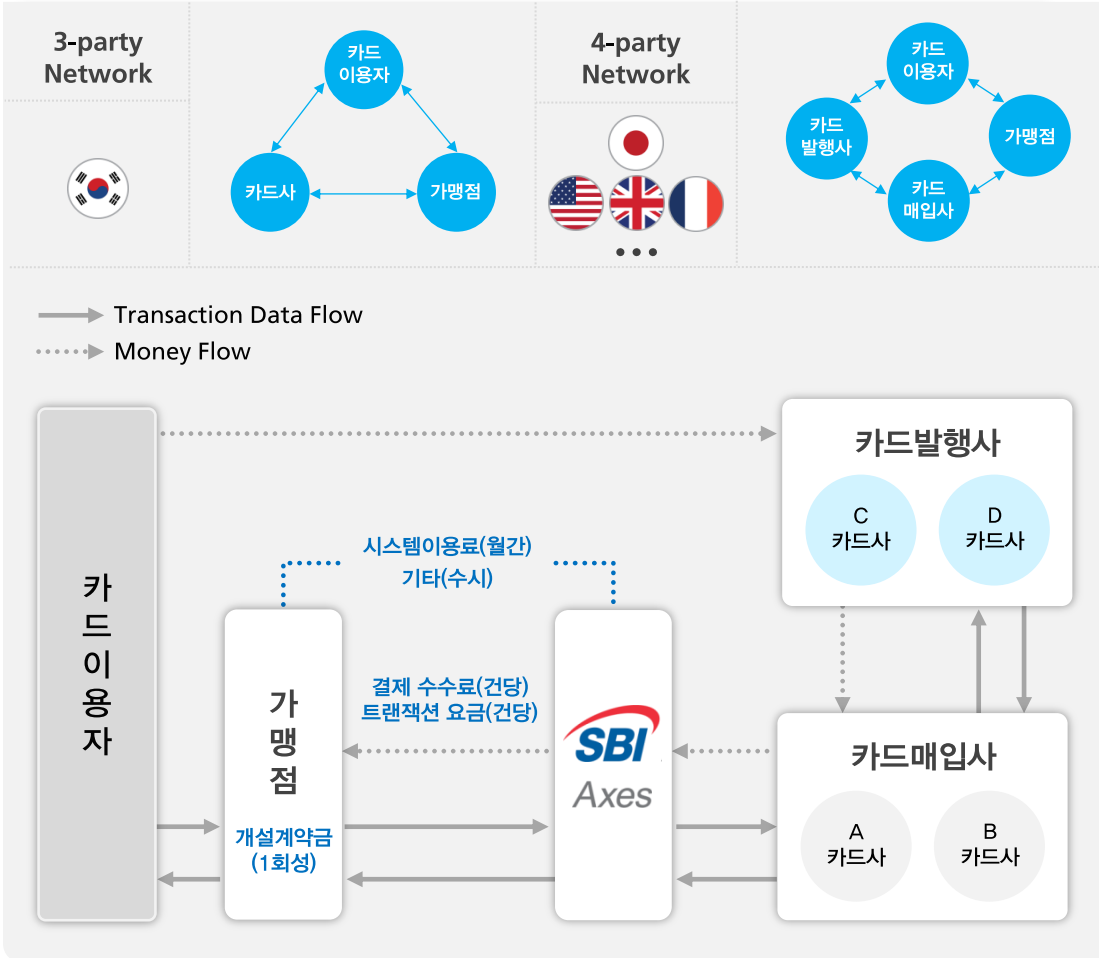 3-party
Network
카드
이용자
카드사
가맹점
4-party
Network
카드
이용자
카드
발행사
가맹점
카드
매입사
•••
Transaction Data Flow
Money Flow
카드이용자
카드발행사
C
카드사
D
카드사
시스템이용료(월간)
기타(수시)
가맹점
결제 수수료(건당)
트랜잭션 요금(건당)
개설계약금
(1회성)
SBI
Axes
카드매입사
A
카드사
B
카드사